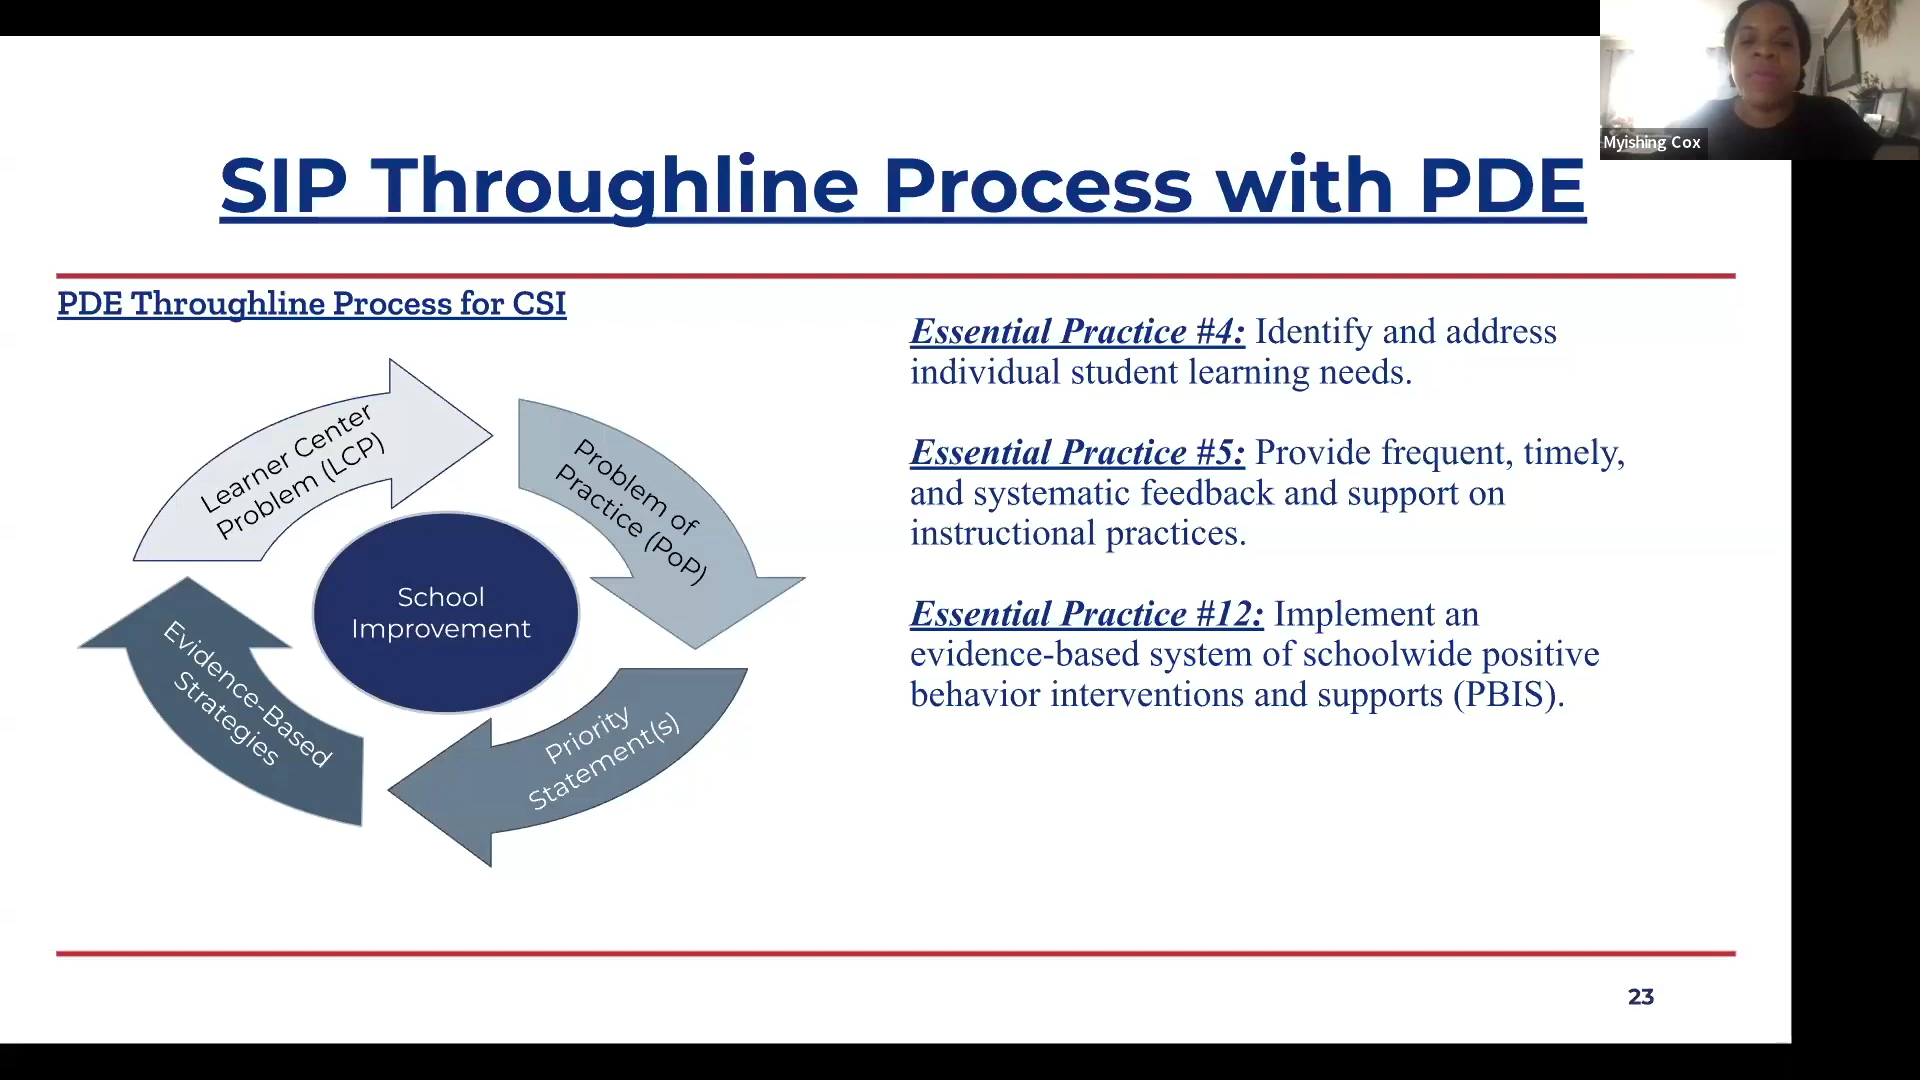 Myishing Cox
SIP Throughline Process with PDE
PDE Throughline Process for CSI
Learner Center
Problem (LCP)
Problem of
Practice (PoP)
Priority
Statement(s)
Evidence-Based
Strategies
School
Improvement
Essential Practice #4: Identify and address
individual student learning needs.
Essential Practice #5: Provide frequent, timely,
and systematic feedback and support on
instructional practices.
Essential Practice #12: Implement an
evidence-based system of schoolwide positive
behavior interventions and supports (PBIS).
23